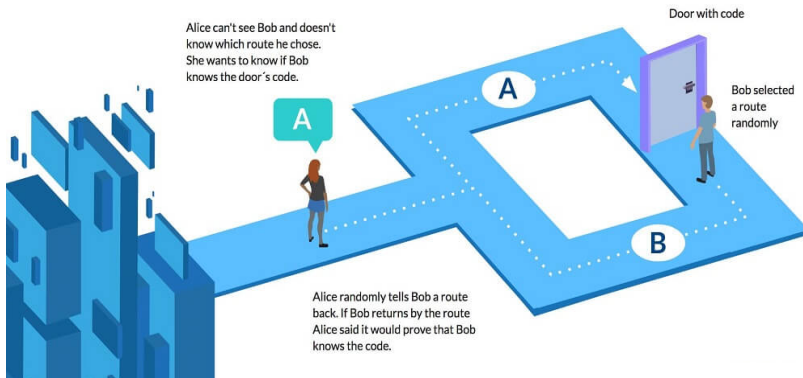 Alice can't see Bob and doesn't
know which route he chose.
She wants to know if Bob
knows the door´s code.
Door with code
A
A
Bob selected
a route
randomly
B
Alice randomly tells Bob a route
back. If Bob returns by the route
Alice said it would prove that Bob
knows the code.